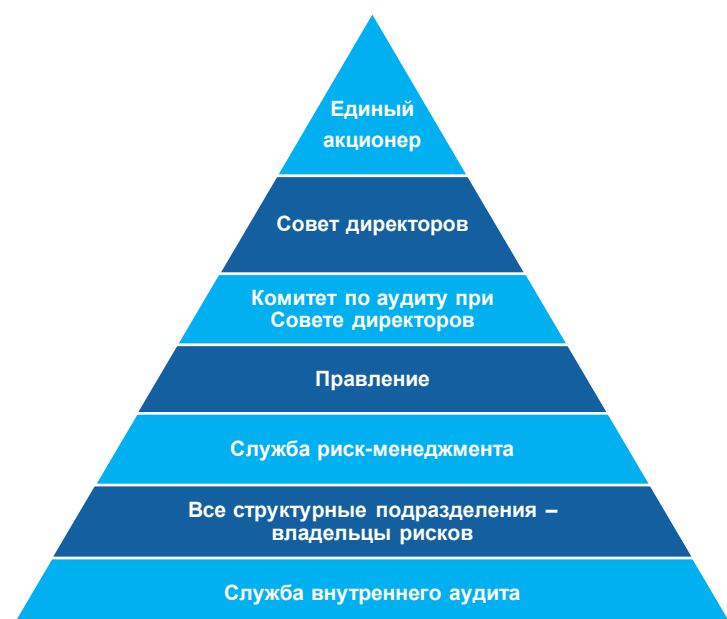 Единый
акционер
Совет директоров
Комитет по аудиту при
Совете директоров
Правление
Служба риск-менеджмента
Все структурные подразделения –
владельцы рисков
Служба внутреннего аудита